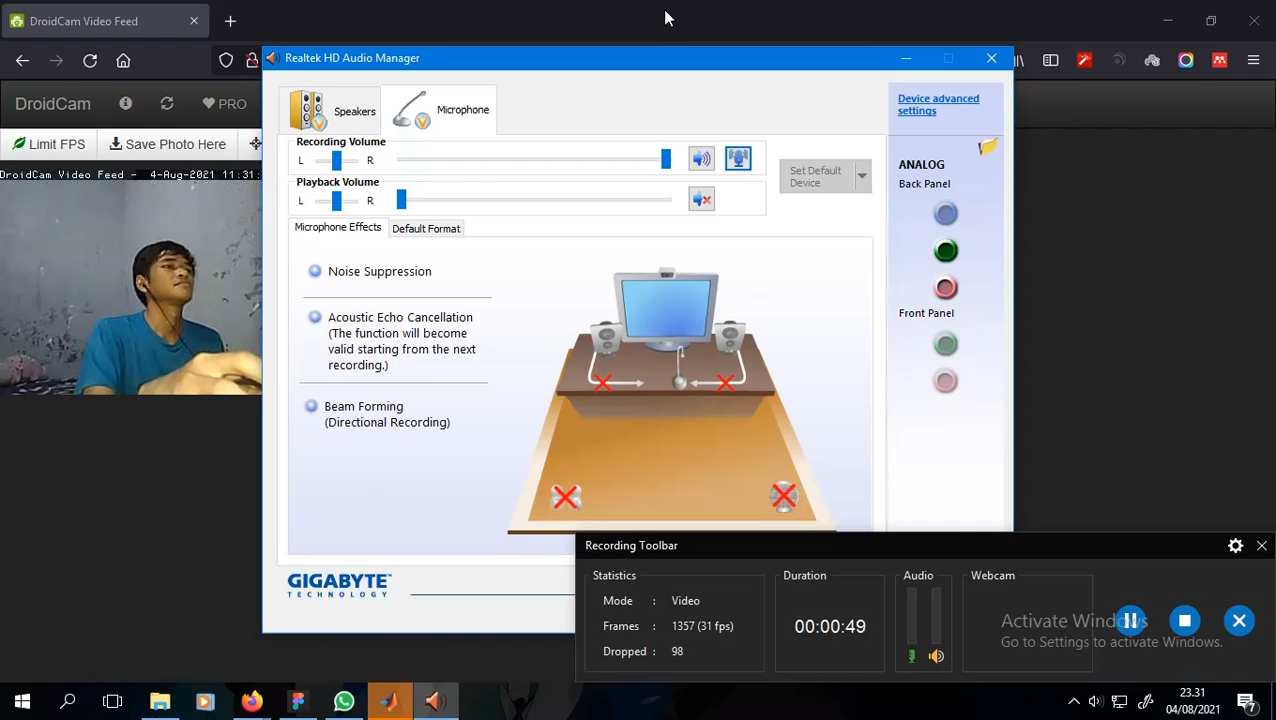 DroidCam Video Feed
Realtek HD Audio Manager
DroidCam
PRO
Limit FPS
Save Photo Here
DroidCam Video Feed - 4-Aug-2021 11:31:
Speakers
Microphone
Recording Volume
L R
Playback Volume
L R
Set Default
Device
Device advanced
settings
ANALOG
Back Panel
Front Panel
Microphone Effects
Default Format
Noise Suppression
Acoustic Echo Cancellation
(The function will become
valid starting from the next
recording.)
Beam Forming
(Directional Recording)
GIGABYTE
TECHNOLOGY
Recording Toolbar
Statistics
Mode : Video
Frames : 1357 (31 fps)
Dropped : 98
Duration
00:00:49
Audio
Webcam
Activate Windows
Go to Settings to activate Windows.
23.31
04/08/2021
7